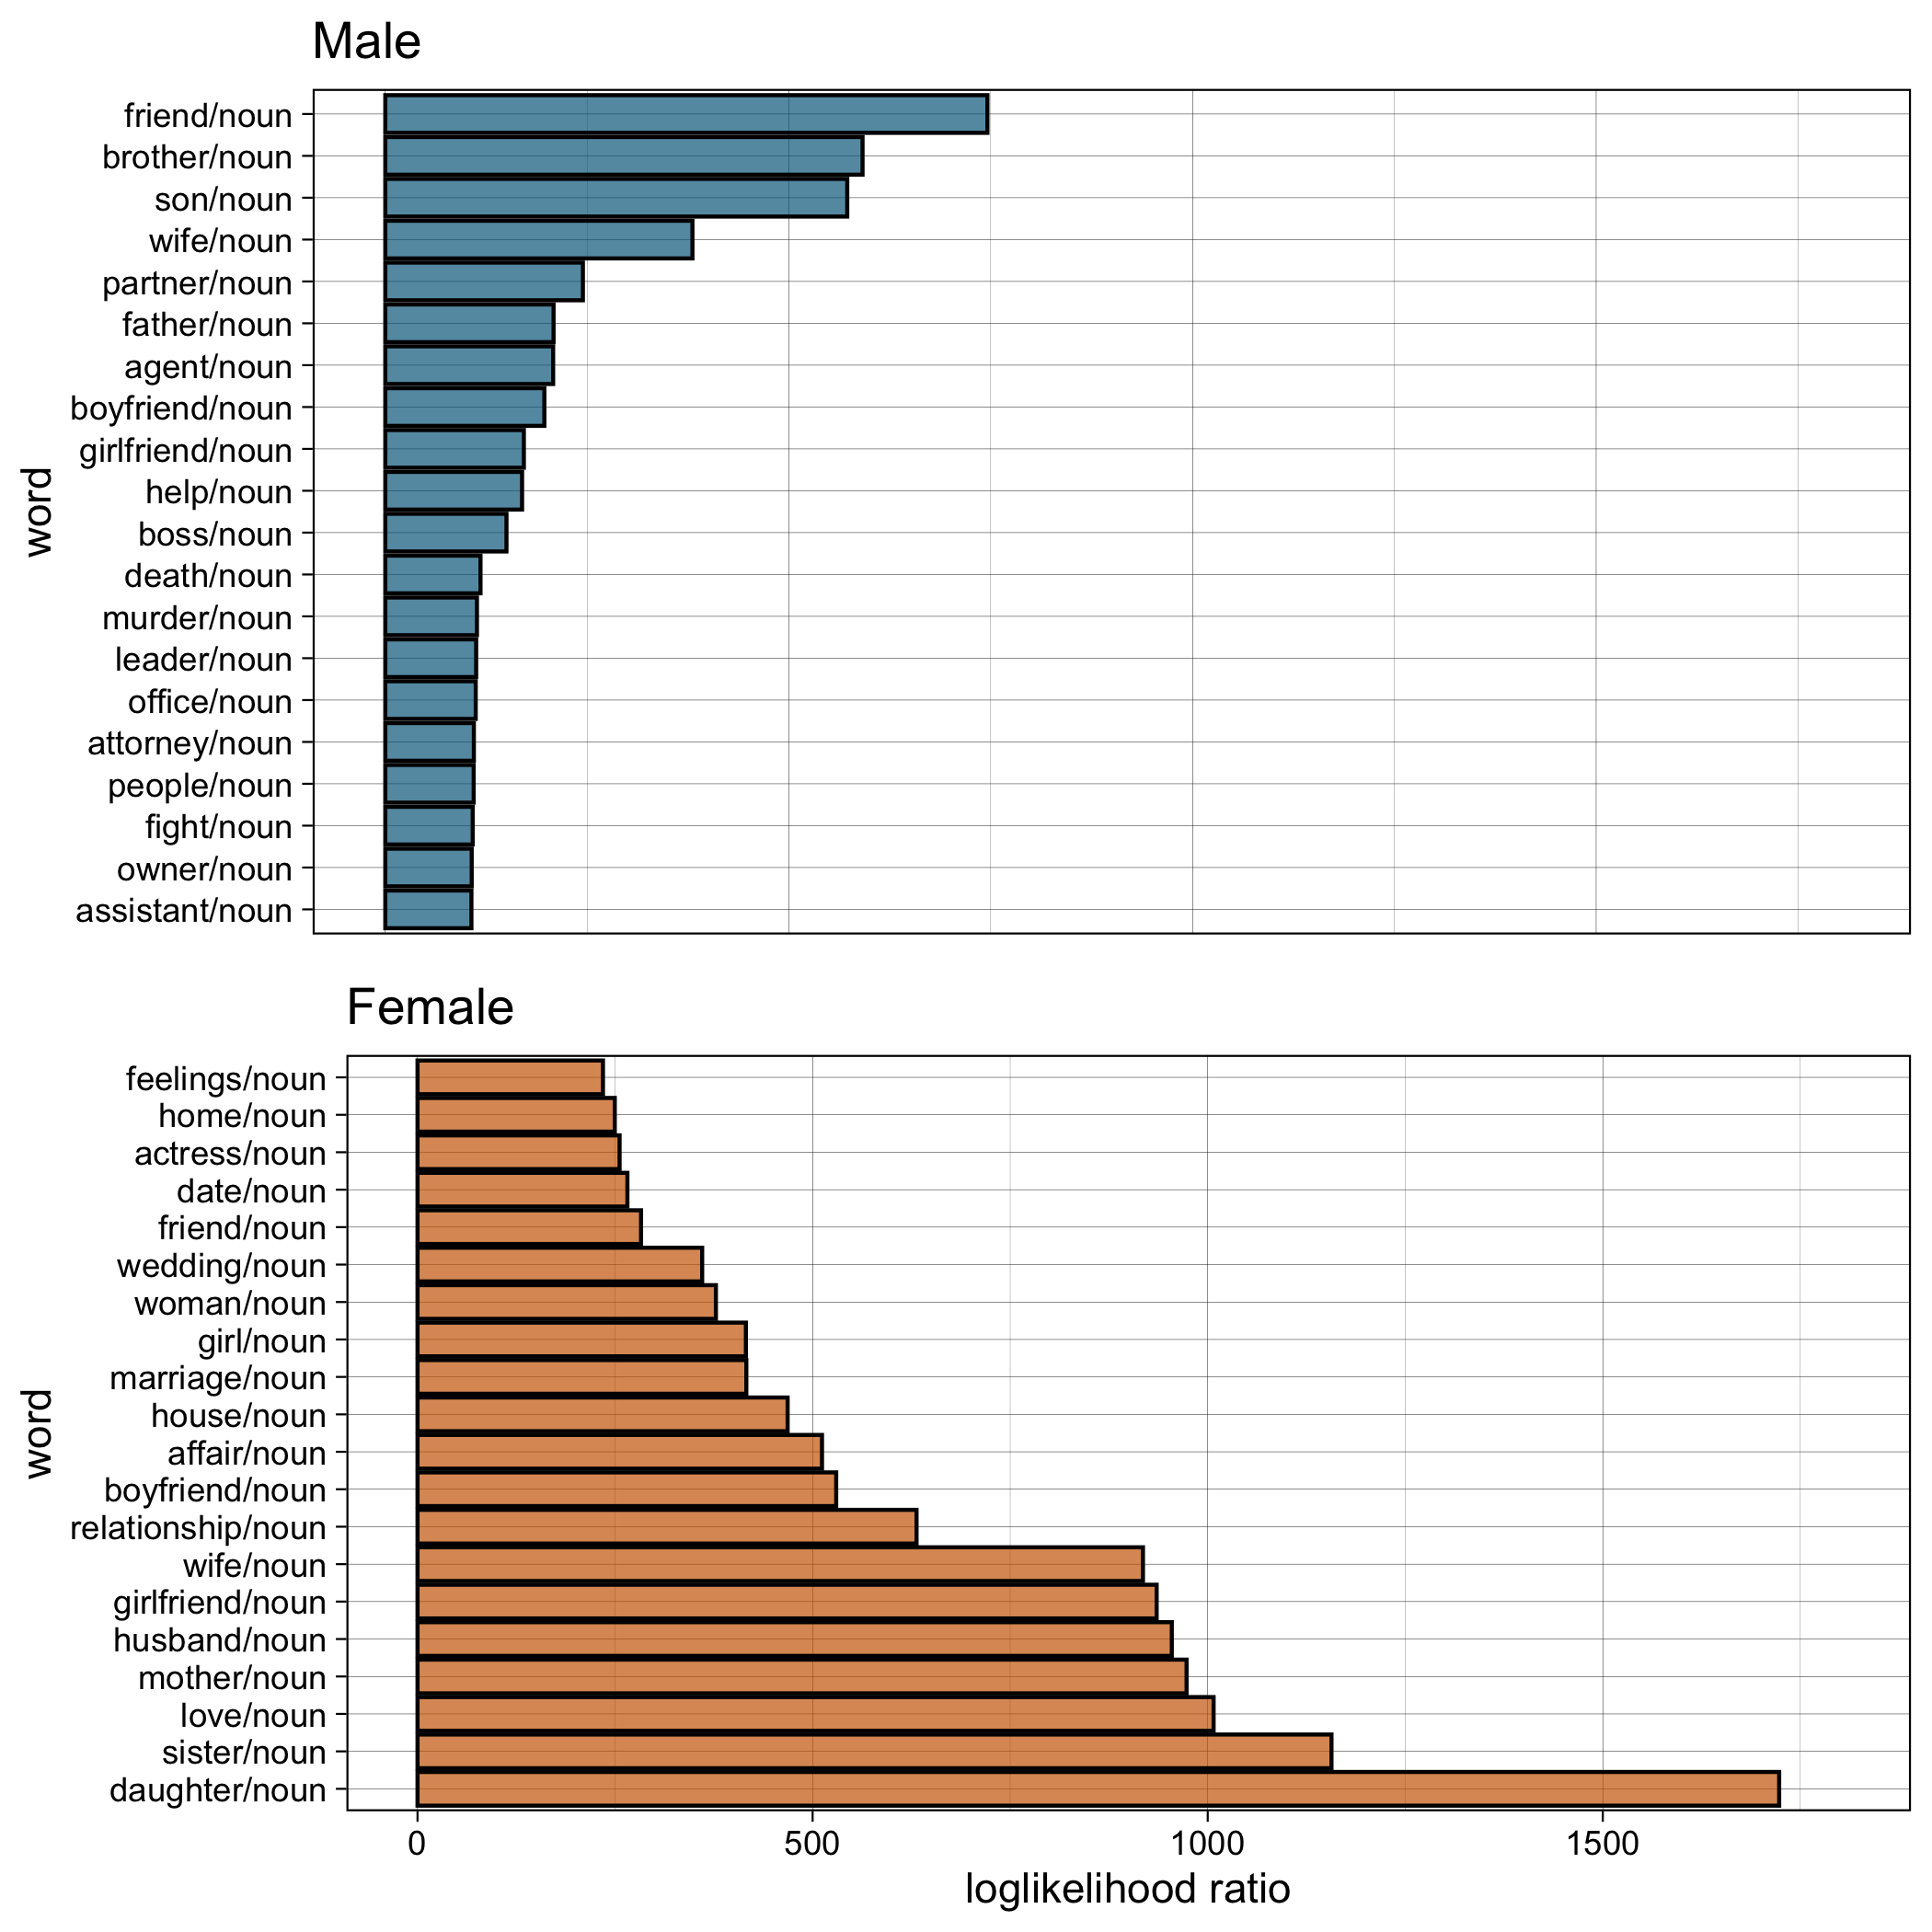 Male
word
friend/noun
brother/noun
son/noun
wife/noun
partner/noun
father/noun
agent/noun
boyfriend/noun
girlfriend/noun
help/noun
boss/noun
death/noun
murder/noun
leader/noun
office/noun
attorney/noun
people/noun
fight/noun
owner/noun
assistant/noun
Female
word
feelings/noun
home/noun
actress/noun
date/noun
friend/noun
wedding/noun
woman/noun
girl/noun
marriage/noun
house/noun
affair/noun
boyfriend/noun
relationship/noun
wife/noun
girlfriend/noun
husband/noun
mother/noun
love/noun
sister/noun
daughter/noun
0 500 1000 1500
loglikelihood ratio